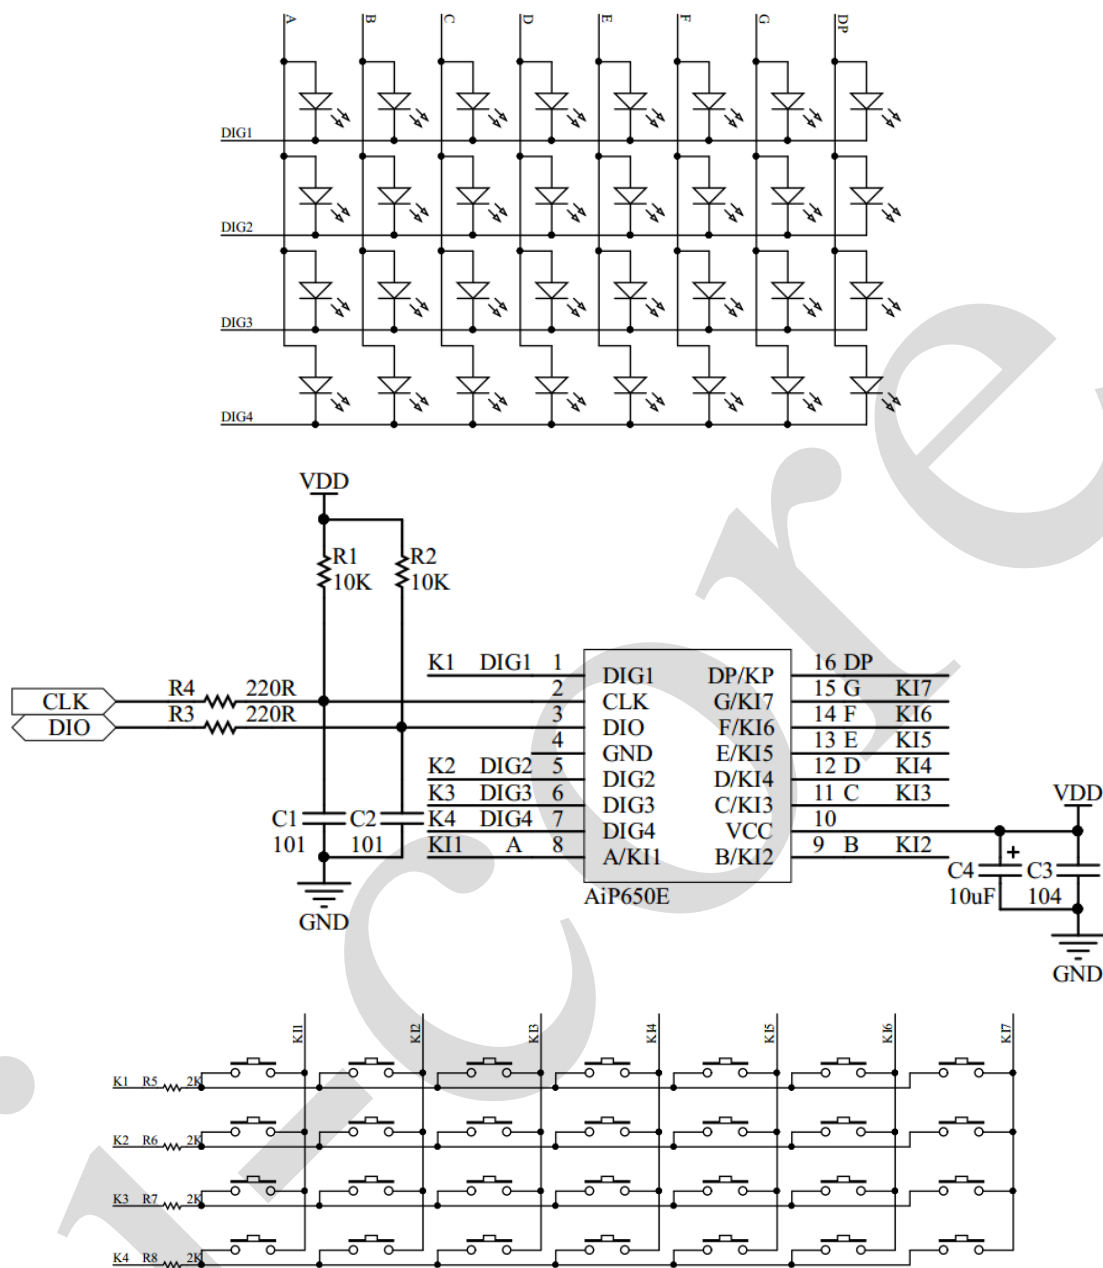 A B C D E F G DP
DIG1
DIG2
DIG3
DIG4
VDD
R1 R2
10K 10K
K1 DIG1 1 DIG1 DP/KP 16 DP
CLK R4 220R 2 CLK G/KI7 15 G KI7
DIO R3 220R 3 DIO F/KI6 14 F KI6
4 GND E/KI5 13 E KI5
K2 DIG2 5 DIG2 D/KI4 12 D KI4
K3 DIG3 6 DIG3 C/KI3 11 C KI3
VDD
C1 C2 K4 DIG4 7 DIG4 VCC 10
101 101 KI1 A 8 A/KI1 B/KI2 9 B KI2
+
C4 C3
AiP650E
10uF 104
GND
GND
KI1 KI2 KI3 KI4 KI5 KI6 KI7
K1 R5 2K
K2 R6 2K
K3 R7 2K
K4 R8 2K
i-core